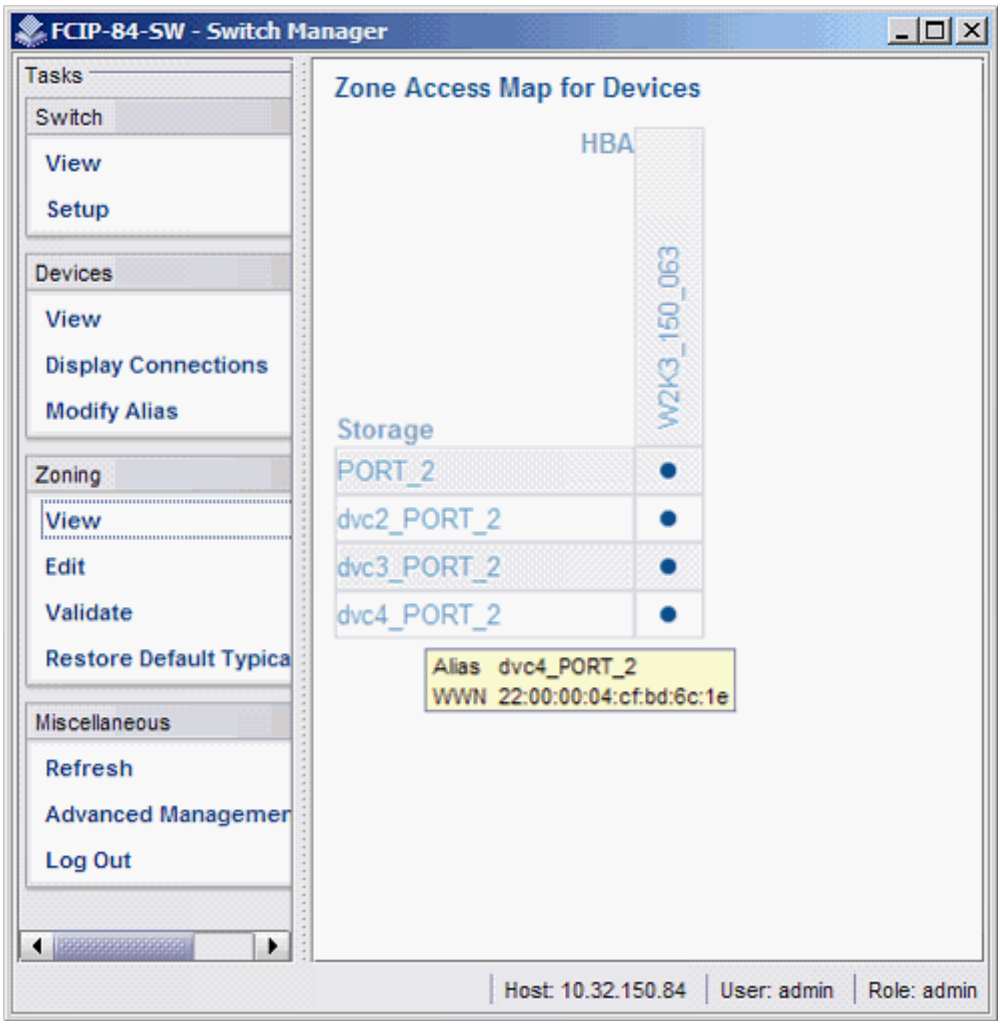 FCIP-84-SW - Switch Manager
Tasks
Switch
View
Setup
Devices
View
Display Connections
Modify Alias
Zoning
View
Edit
Validate
Restore Default Typica
Miscellaneous
Refresh
Advanced Managemen
Log Out
Zone Access Map for Devices
HBA
W2K3_150_063
Storage
PORT_2
dvc2_PORT_2
dvc3_PORT_2
dvc4_PORT_2
Alias dvc4_PORT_2
WWN 22:00:00:04:cf:bd:6c:1e
Host: 10.32.150.84 User: admin Role: admin